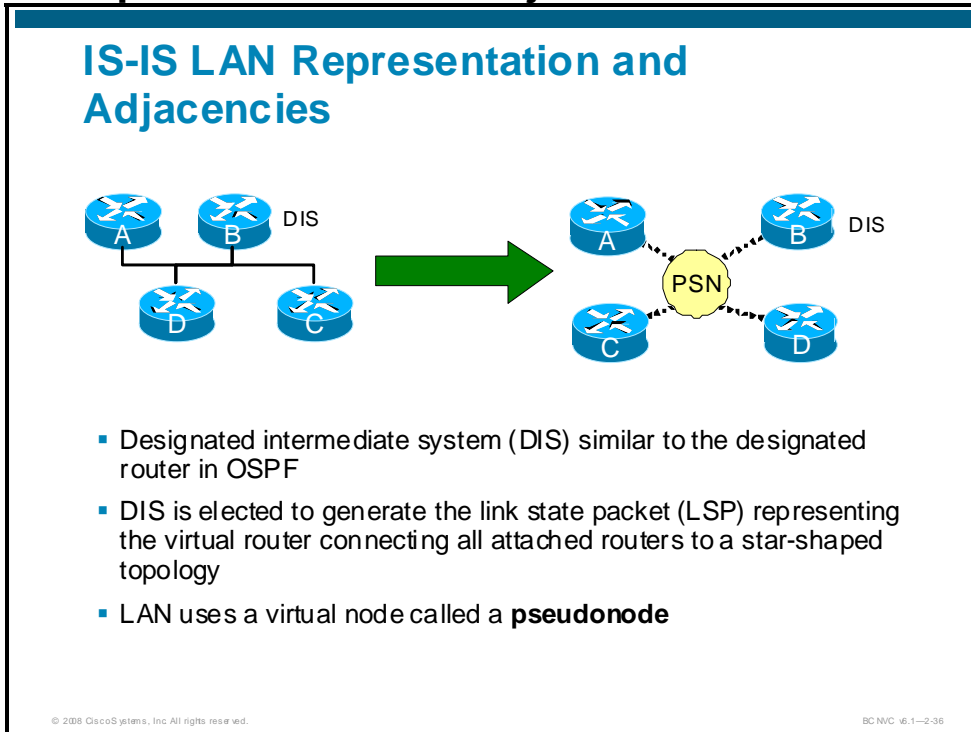 IS-IS LAN Representation and
Adjacencies
A
B
DIS
D
C
A
B
DIS
PSN
C
D
▪ Designated intermediate system (DIS) similar to the designated
router in OSPF
▪ DIS is elected to generate the link state packet (LSP) representing
the virtual router connecting all attached routers to a star-shaped
topology
▪ LAN uses a virtual node called a pseudonode
© 2008 Cisco Systems, Inc. All rights reserved.
BCNVC v6.1—2-36